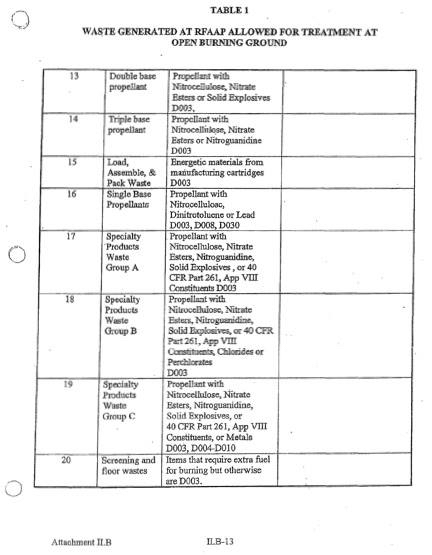 TABLE 1
WASTE GENERATED AT RFAAP ALLOWED FOR TREATMENT AT
OPEN BURNING GROUND
13
Double base
propellant
Propellant with
Nitrocellulose, Nitrate
Esters or Solid Explosives
D003.
14
Triple base
propellant
Propellant with
Nitrocellulose, Nitrate
Esters or Nitroguanidine
D003
15
Load,
Assemble, &
Pack Waste
Energetic materials from
manufacturing cartridges
D003
16
Single Base
Propellants
Propellant with
Nitrocellulose,
Dinitrotoluene or Lead
D003, D008, D030
17
Specialty
Products
Waste
Group A
Propellant with
Nitrocellulose, Nitrate
Esters, Nitroguanidine,
Solid Explosives , or 40
CFR Part 261, App VIII
Constituents D003
18
Specialty
Products
Waste
Group B
Propellant with
Nitrocellulose, Nitrate
Esters, Nitroguanidine,
Solid Explosives, or 40 CFR
Part 261, App VIII
Constituents, Chlorides or
Perchlorates
D003
19
Specialty
Products
Waste
Group C
Propellant with
Nitrocellulose, Nitrate
Esters, Nitroguanidine,
Solid Explosives, or
40 CFR Part 261, App VIII
Constituents, or Metals
D003, D004-D010
20
Screening and
floor wastes
Items that require extra fuel
for burning but otherwise
are D003.
Attachment II.B
II.B-13